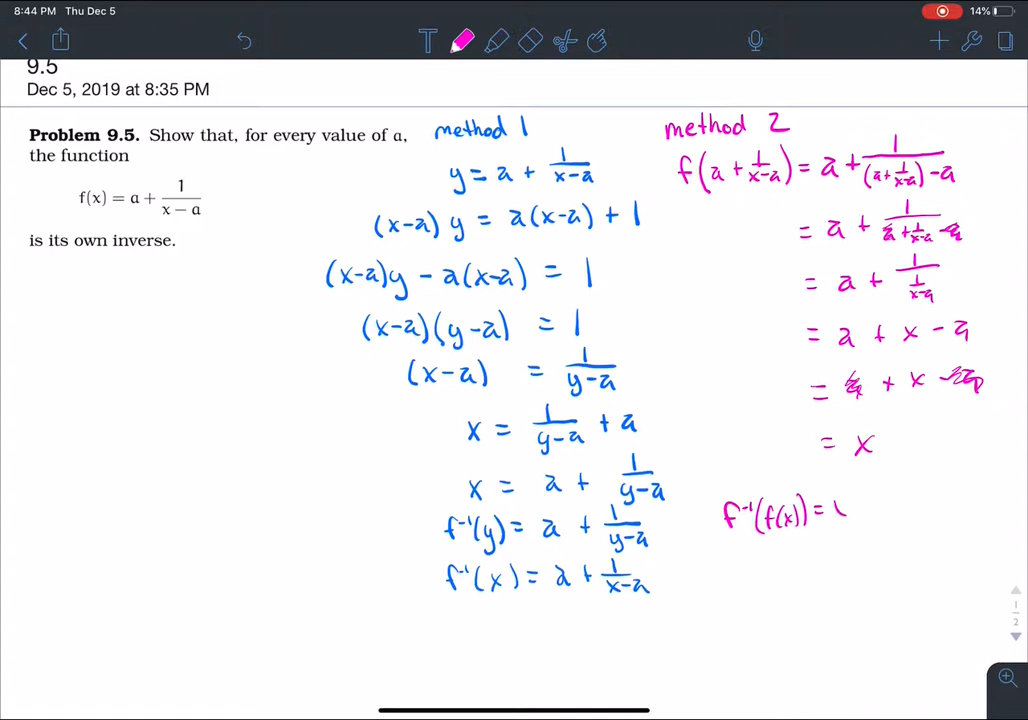 8:44 PM Thu Dec 5
14%
T
9.5
Dec 5, 2019 at 8:35 PM
Problem 9.5. Show that, for every value of a,
the function
f(x) = a + 1/(x − a)
is its own inverse.
method 1
y = a + 1/(x-a)
(x-a) y = a(x-a) + 1
(x-a)y - a(x-a) = 1
(x-a)(y-a) = 1
(x-a) = 1/(y-a)
x = 1/(y-a) + a
x = a + 1/(y-a)
f⁻¹(y) = a + 1/(y-a)
f⁻¹(x) = a + 1/(x-a)
method 2
f(a + 1/(x-a)) = a + 1/((a + 1/(x-a)) - a)
= a + 1/(a + 1/(x-a) - a)
= a + 1/(1/(x-a))
= a + x - a
= a + x - a
= x
f⁻¹(f(x)) =
1
2